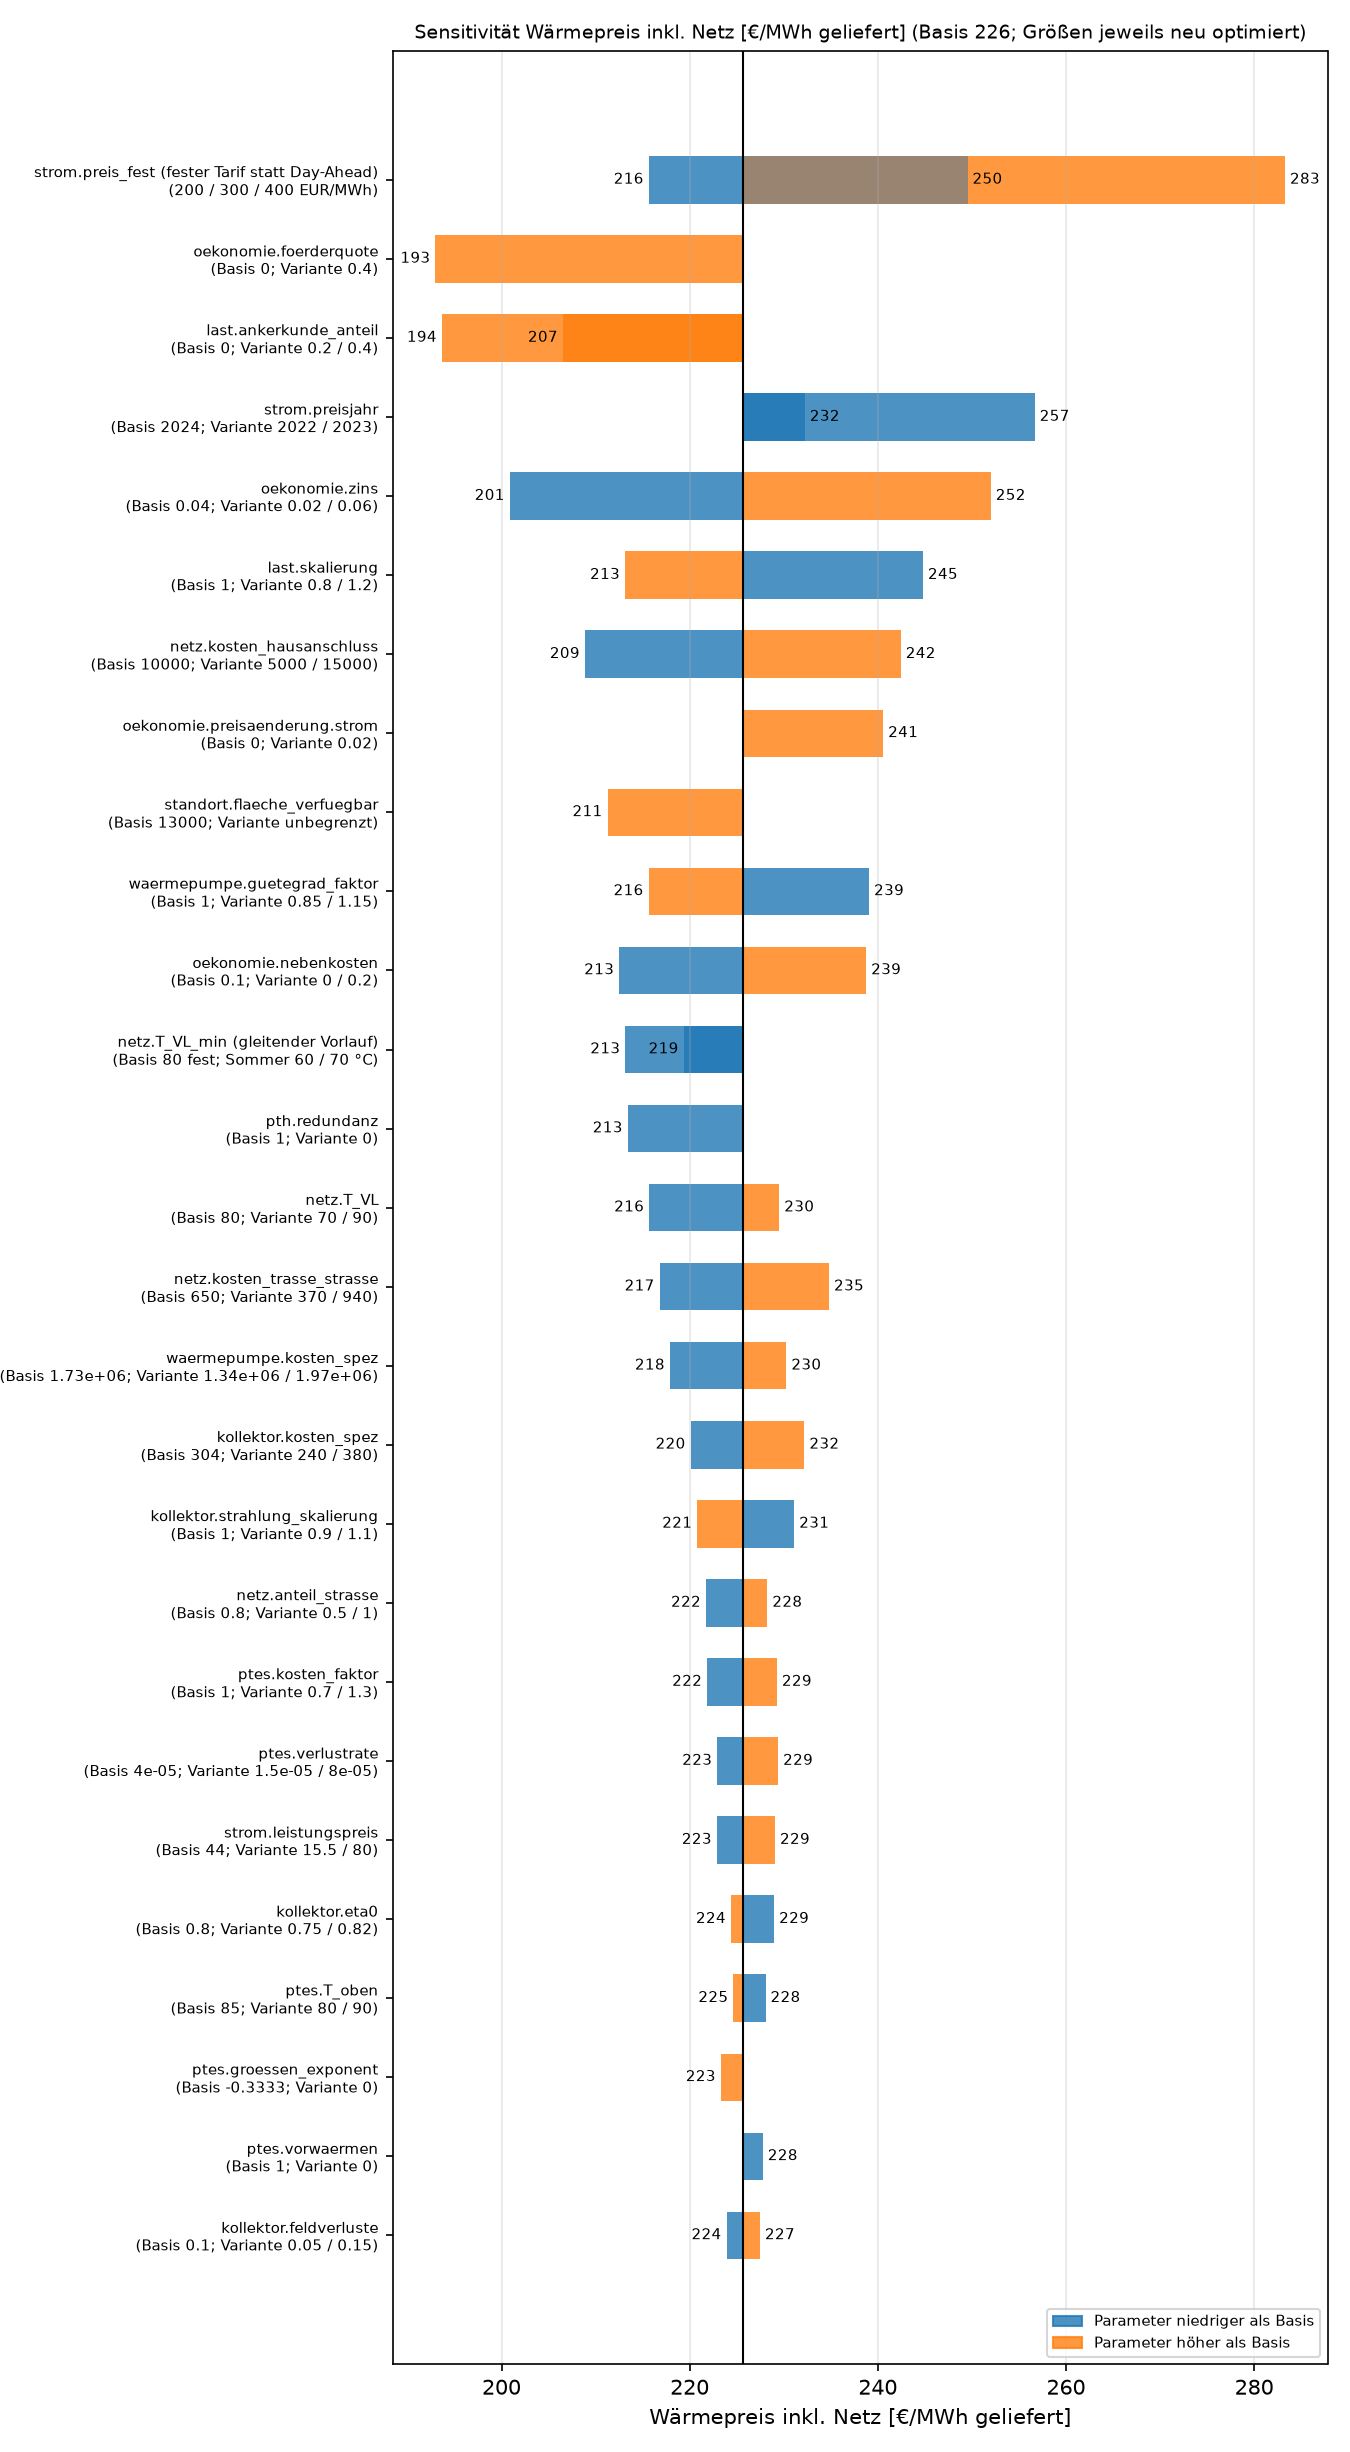 Sensitivität Wärmepreis inkl. Netz [€/MWh geliefert] (Basis 226; Größen jeweils neu optimiert)
strom.preis_fest (fester Tarif statt Day-Ahead)
(200 / 300 / 400 EUR/MWh)
216
250
283
oekonomie.foerderquote
(Basis 0; Variante 0.4)
193
last.ankerkunde_anteil
(Basis 0; Variante 0.2 / 0.4)
194
207
strom.preisjahr
(Basis 2024; Variante 2022 / 2023)
232
257
oekonomie.zins
(Basis 0.04; Variante 0.02 / 0.06)
201
252
last.skalierung
(Basis 1; Variante 0.8 / 1.2)
213
245
netz.kosten_hausanschluss
(Basis 10000; Variante 5000 / 15000)
209
242
oekonomie.preisaenderung.strom
(Basis 0; Variante 0.02)
241
standort.flaeche_verfuegbar
(Basis 13000; Variante unbegrenzt)
211
waermepumpe.guetegrad_faktor
(Basis 1; Variante 0.85 / 1.15)
216
239
oekonomie.nebenkosten
(Basis 0.1; Variante 0 / 0.2)
213
239
netz.T_VL_min (gleitender Vorlauf)
(Basis 80 fest; Sommer 60 / 70 °C)
213
219
pth.redundanz
(Basis 1; Variante 0)
213
netz.T_VL
(Basis 80; Variante 70 / 90)
216
230
netz.kosten_trasse_strasse
(Basis 650; Variante 370 / 940)
217
235
waermepumpe.kosten_spez
(Basis 1.73e+06; Variante 1.34e+06 / 1.97e+06)
218
230
kollektor.kosten_spez
(Basis 304; Variante 240 / 380)
220
232
kollektor.strahlung_skalierung
(Basis 1; Variante 0.9 / 1.1)
221
231
netz.anteil_strasse
(Basis 0.8; Variante 0.5 / 1)
222
228
ptes.kosten_faktor
(Basis 1; Variante 0.7 / 1.3)
222
229
ptes.verlustrate
(Basis 4e-05; Variante 1.5e-05 / 8e-05)
223
229
strom.leistungspreis
(Basis 44; Variante 15.5 / 80)
223
229
kollektor.eta0
(Basis 0.8; Variante 0.75 / 0.82)
224
229
ptes.T_oben
(Basis 85; Variante 80 / 90)
225
228
ptes.groessen_exponent
(Basis -0.3333; Variante 0)
223
ptes.vorwaermen
(Basis 1; Variante 0)
228
kollektor.feldverluste
(Basis 0.1; Variante 0.05 / 0.15)
224
227
Parameter niedriger als Basis
Parameter höher als Basis
200
220
240
260
280
Wärmepreis inkl. Netz [€/MWh geliefert]